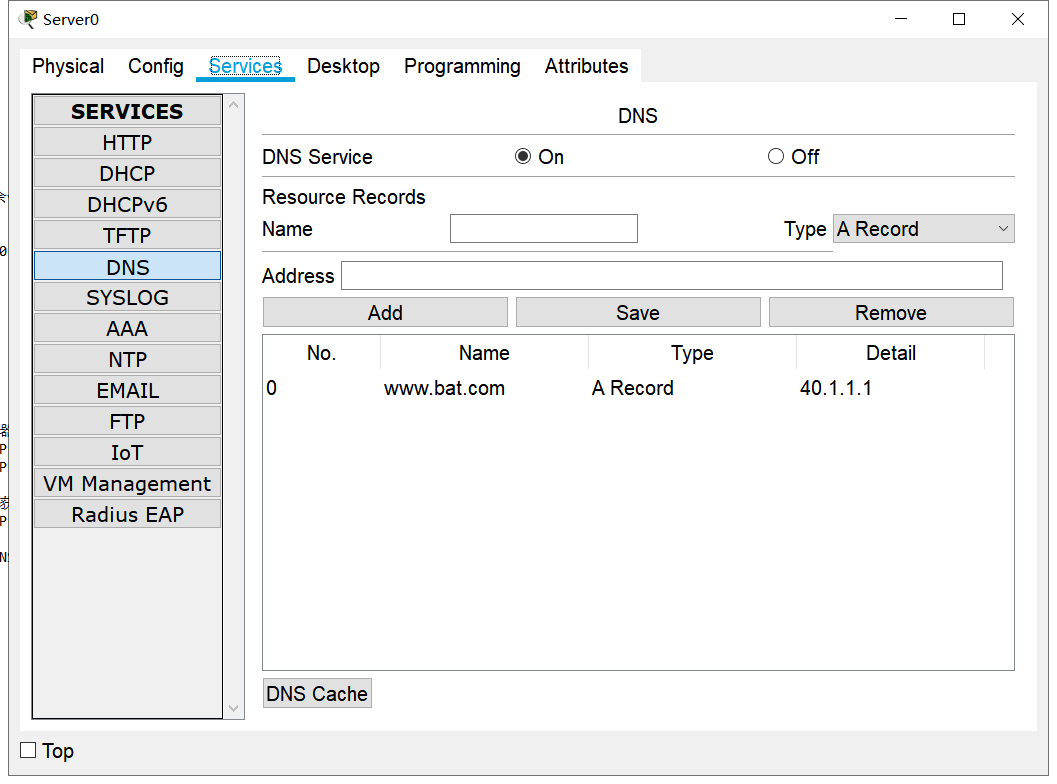 Server0
Physical Config Services Desktop Programming Attributes
SERVICES
HTTP
DHCP
DHCPv6
TFTP
DNS
SYSLOG
AAA
NTP
EMAIL
FTP
IoT
VM Management
Radius EAP
DNS
DNS Service On Off
Resource Records
Name Type A Record
Address
Add Save Remove
No. Name Type Detail
0 www.bat.com A Record 40.1.1.1
DNS Cache
Top